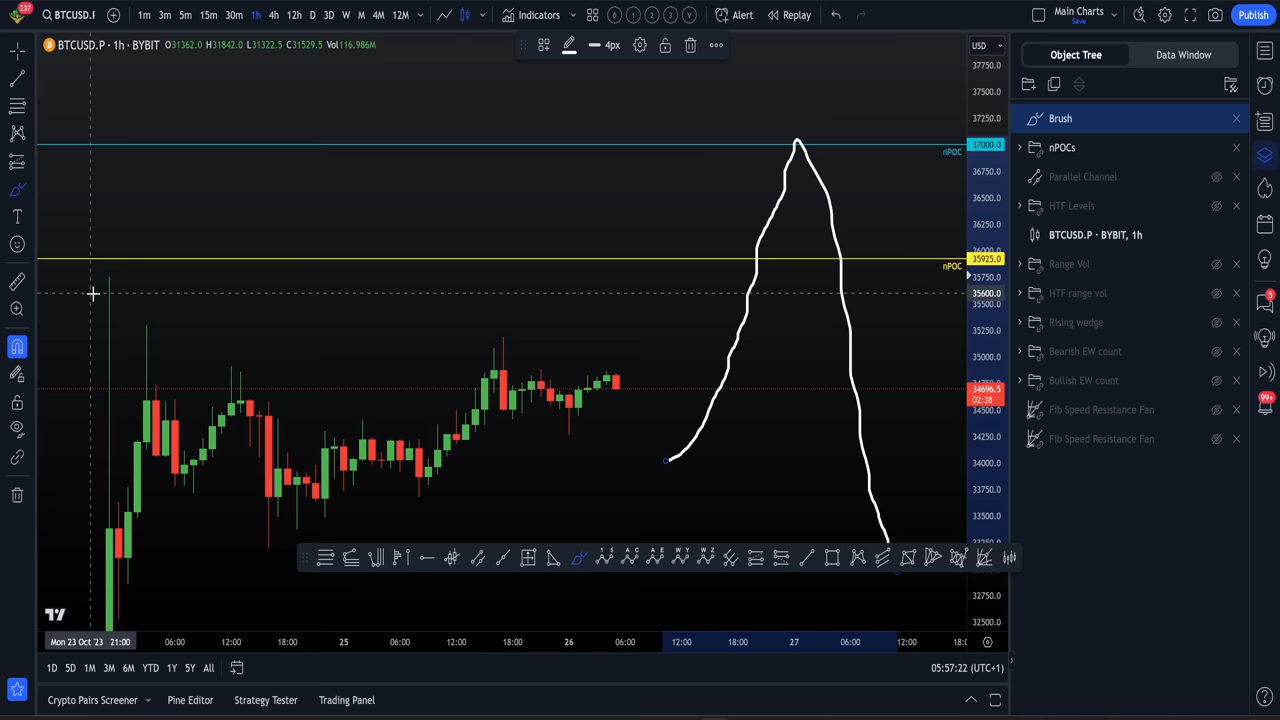 237
BTCUSD.P
1m 3m 5m 15m 30m 1h 4h 12h D 3D W M 4M 12M
Indicators
Alert
Replay
Main Charts
Save
Publish
BTCUSD.P · 1h · BYBIT O31362.0 H31842.0 L31322.5 C31529.5 Vol116.986M
4px
USD
37750.0
37500.0
37250.0
37000.0
nPOC
36750.0
36500.0
36250.0
36000.0
35925.0
nPOC
35750.0
35600.0
35500.0
35250.0
35000.0
34696.5
02:38
34500.0
34250.0
34000.0
33750.0
33500.0
32750.0
32500.0
Mon 23 Oct '23 21:00
06:00 12:00 18:00 25 06:00 12:00 18:00 26 06:00 12:00 18:00 27 06:00 12:00
1D 5D 1M 3M 6M YTD 1Y 5Y All
05:57:22 (UTC+1)
Crypto Pairs Screener
Pine Editor
Strategy Tester
Trading Panel
Object Tree
Data Window
Brush
nPOCs
Parallel Channel
HTF Levels
BTCUSD.P · BYBIT, 1h
Range Vol
HTF range vol
Rising wedge
Bearish EW count
Bullish EW count
Fib Speed Resistance Fan
Fib Speed Resistance Fan
5
99+